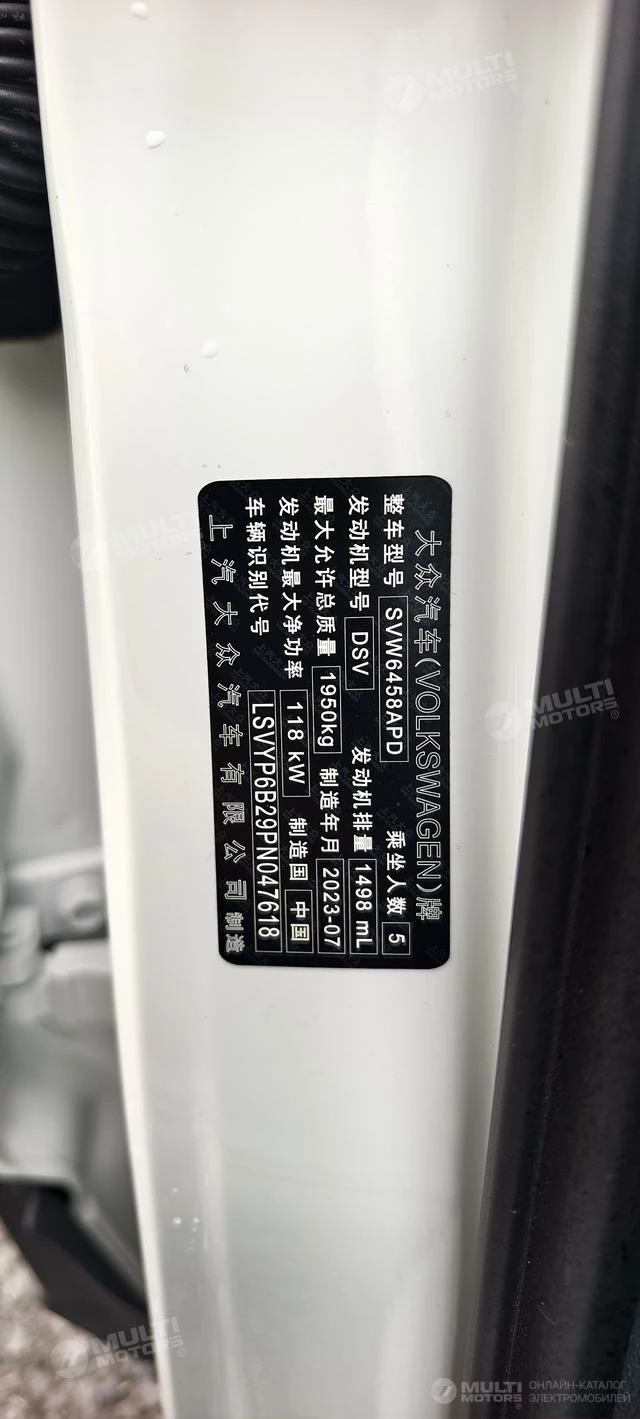 大众汽车(VOLKSWAGEN)牌
整车型号 SVW6458APD 乘坐人数 5
发动机型号 DSV 发动机排量 1498 mL
最大允许总质量 1950kg 制造年月 2023-07
发动机最大净功率 118 kW 制造国 中国
车辆识别代号 LSVYP6B29PN047618
上汽大众汽车有限公司制造
MULTI
MOTORS
MULTI
MOTORS
MULTI
MOTORS
MULTI
MOTORS
ОНЛАЙН-КАТАЛОГ
ЭЛЕКТРОМОБИЛЕЙ